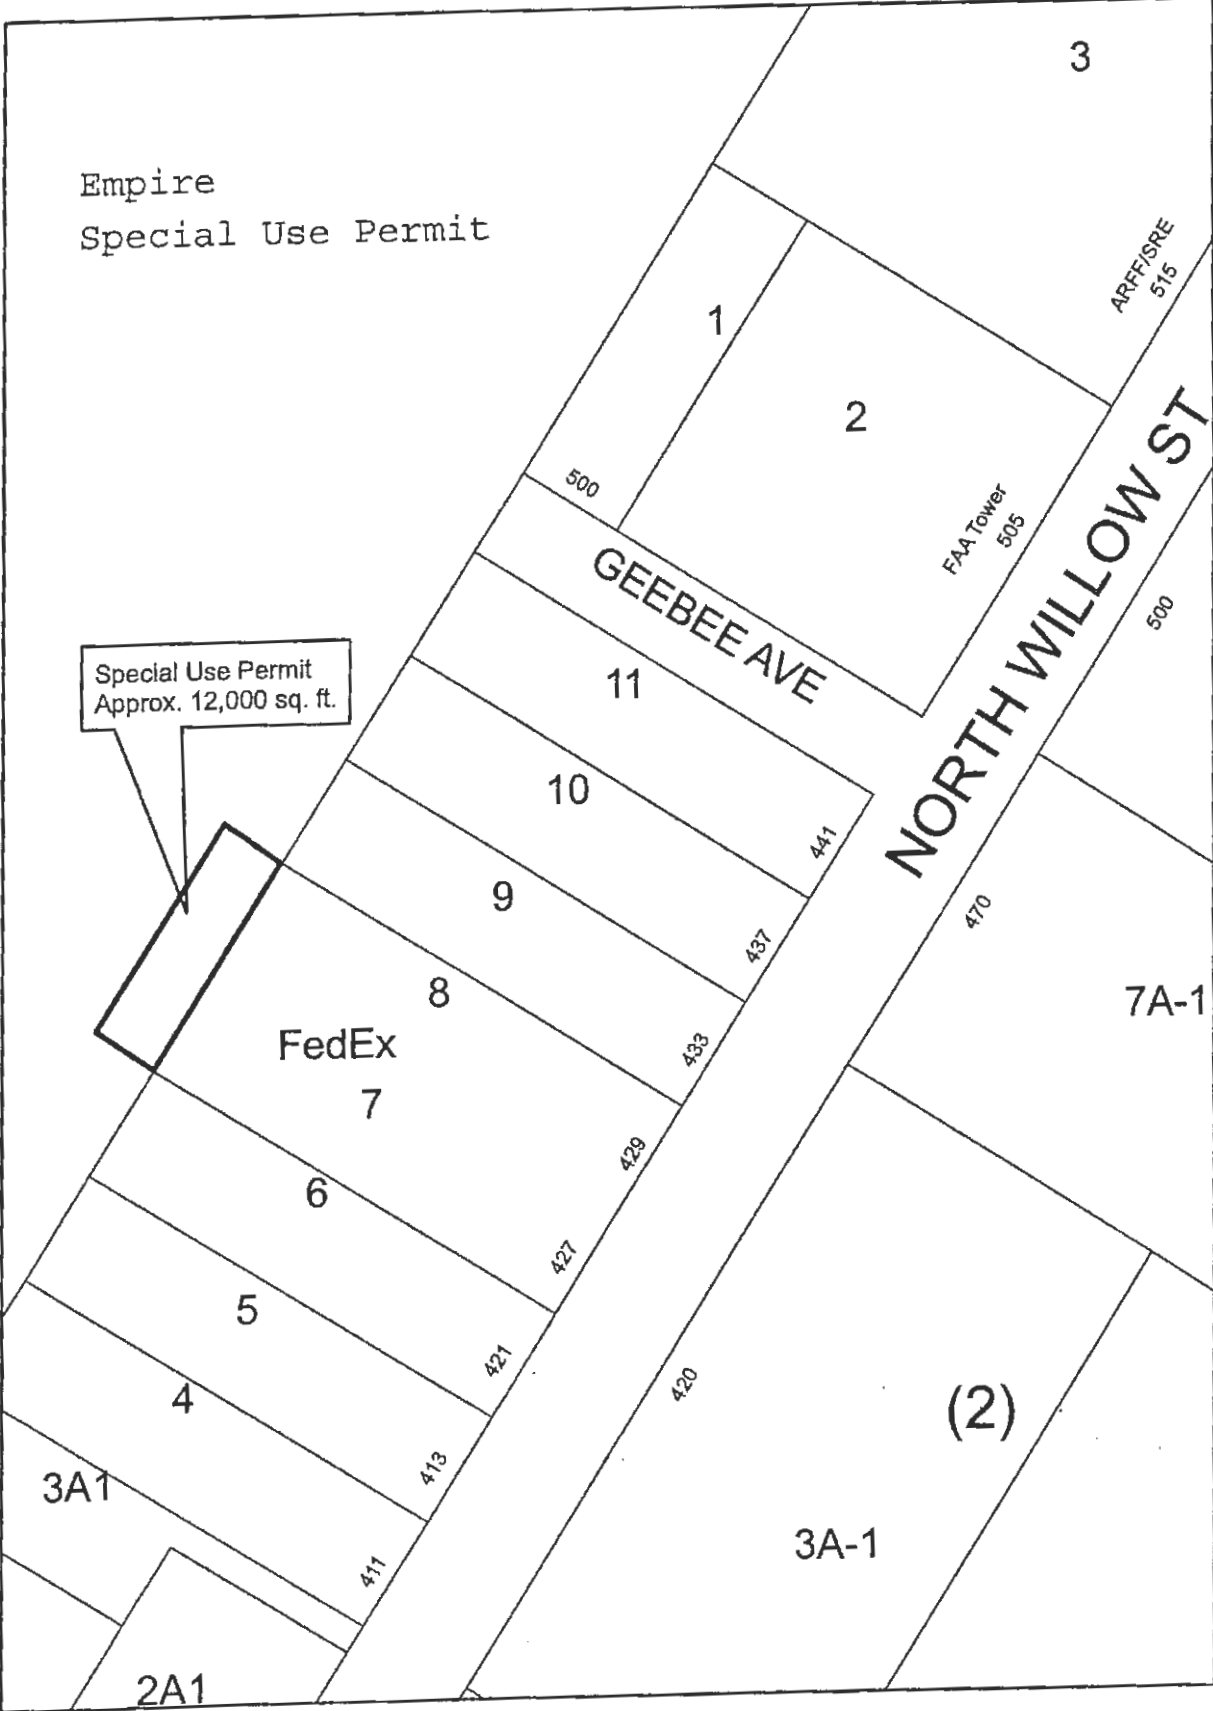 3
Empire
Special Use Permit
ARFF/SRE
515
1
2
500
FAA Tower
505
NORTH WILLOW ST
500
GEEBEE AVE
Special Use Permit
Approx. 12,000 sq. ft.
11
10
441
9
437
470
8
433
7A-1
FedEx
7
429
6
427
5
421
420
4
413
(2)
3A1
411
3A-1
2A1